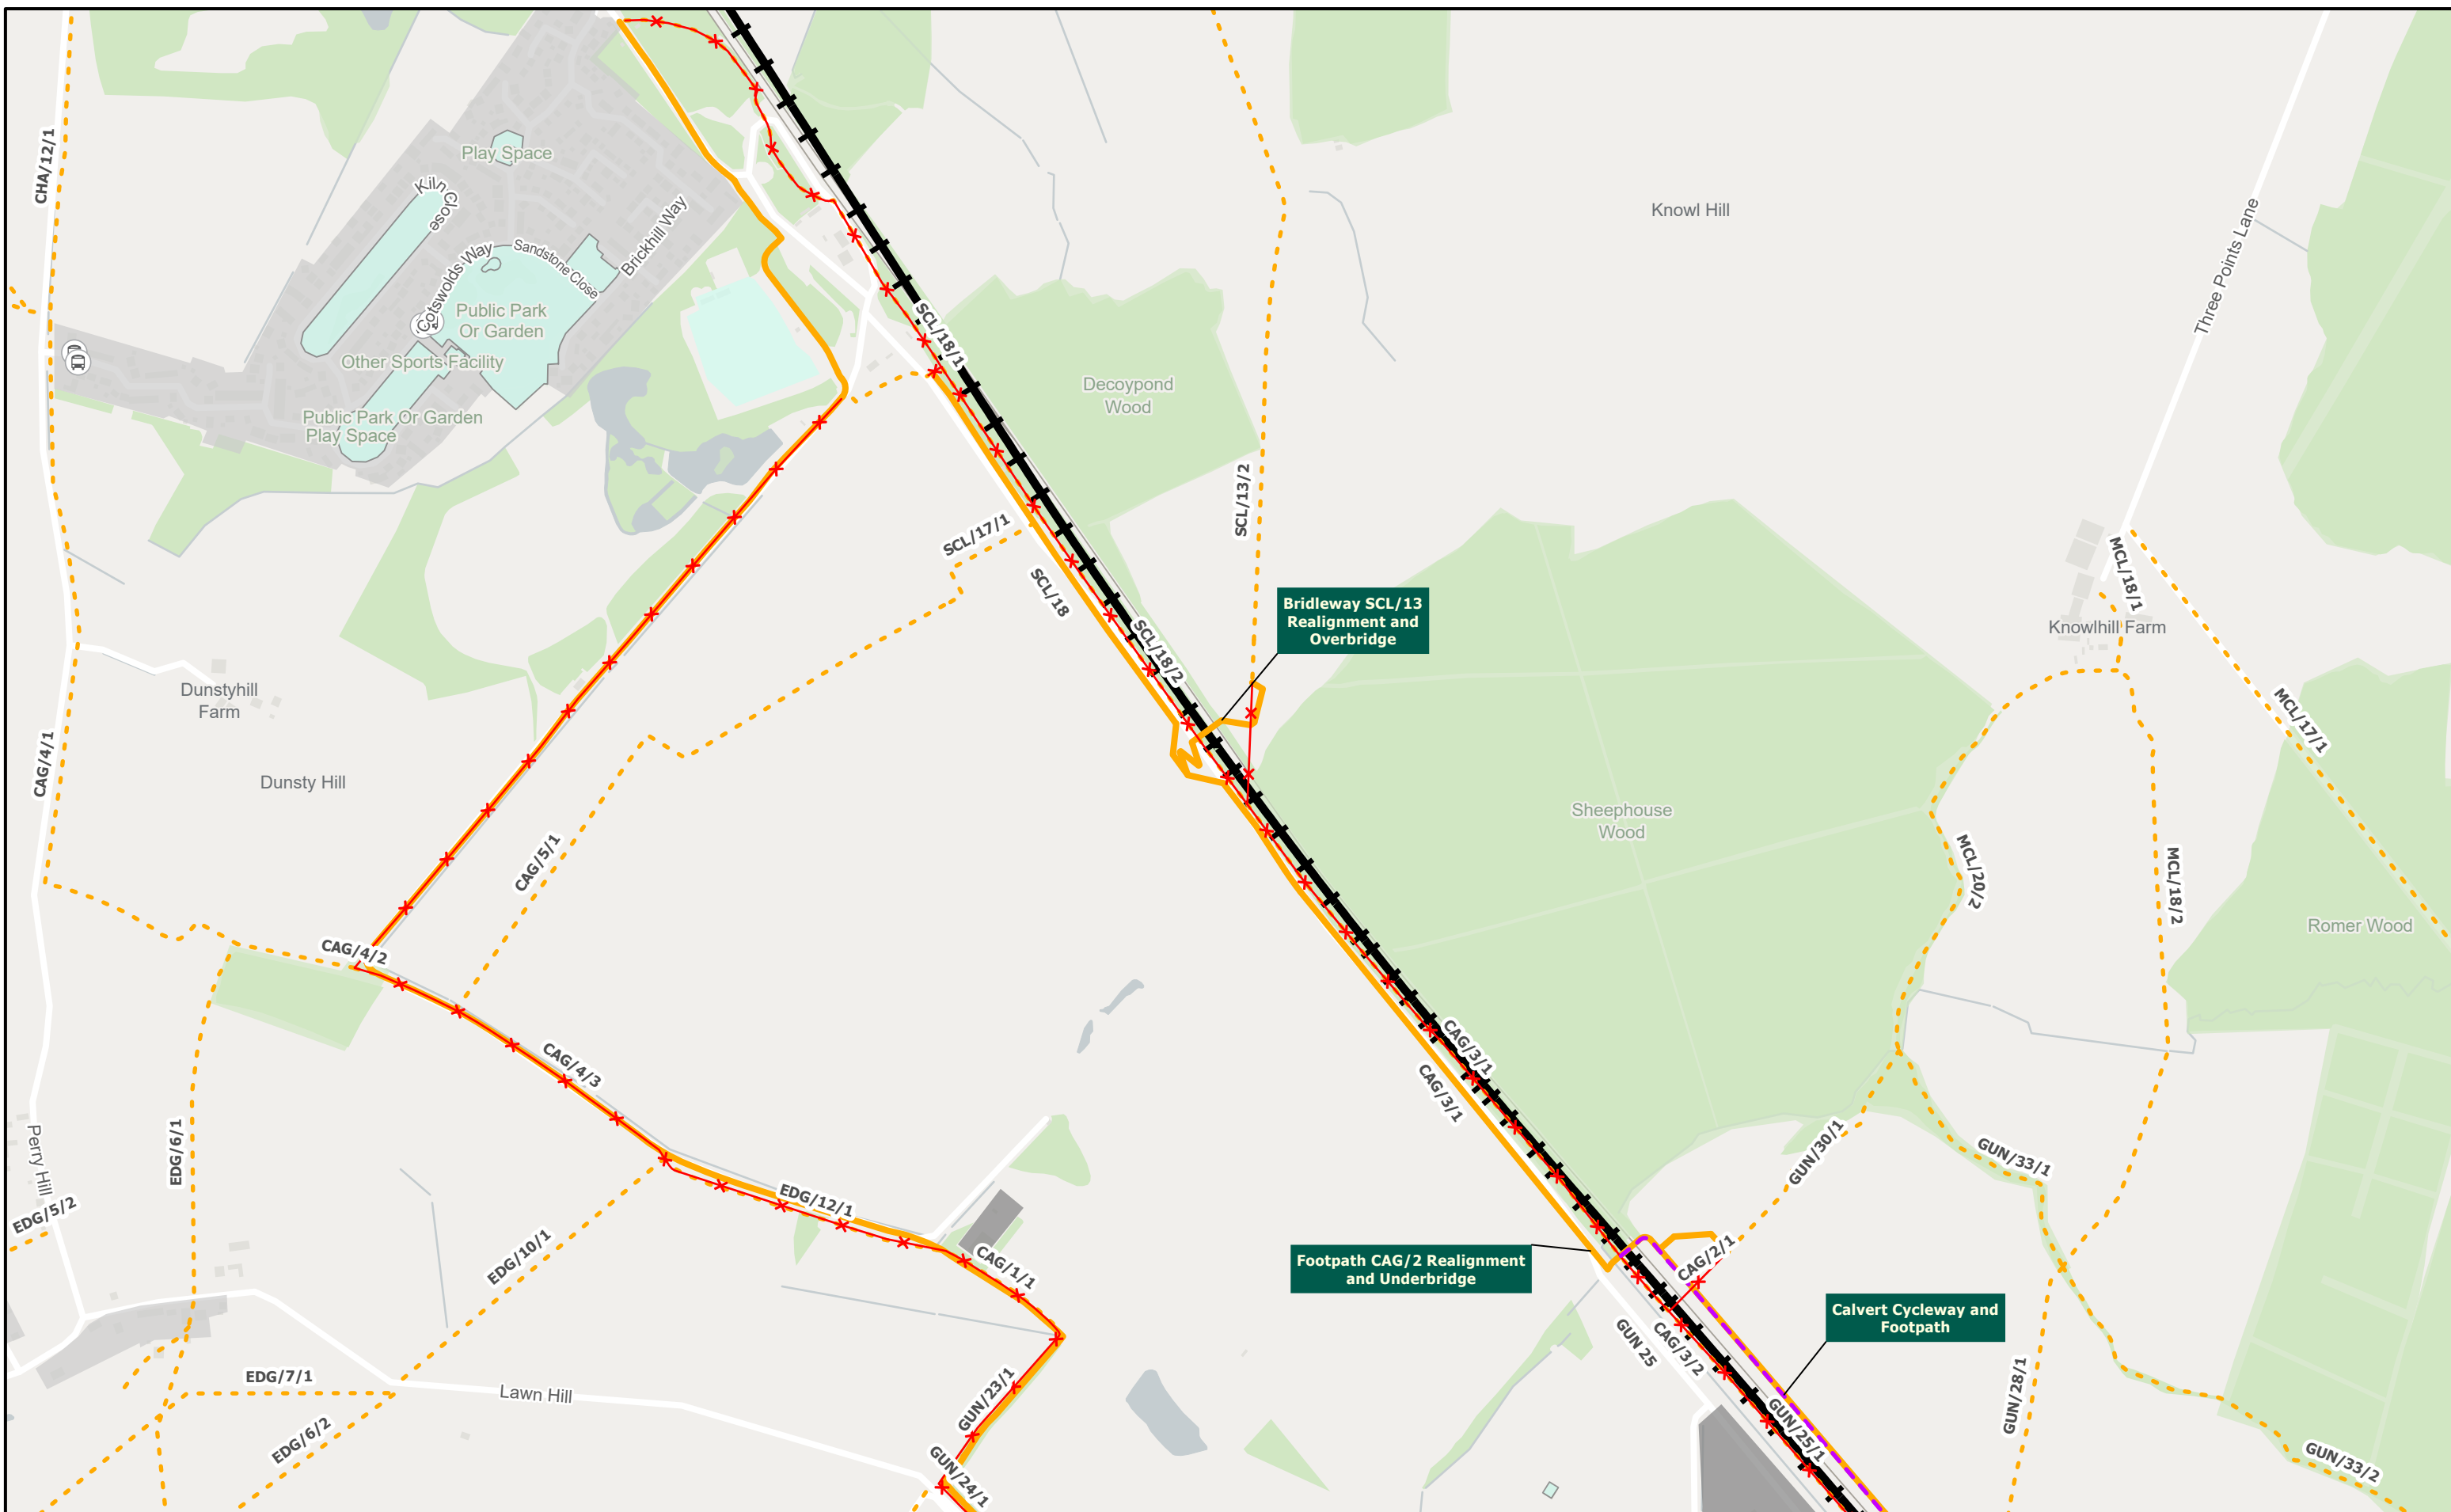 CHA/12/1
Play Space
Kiln Close
Cotswolds Way
Sandstone Close
Brickhill Way
Public Park
Or Garden
Other Sports Facility
Public Park Or Garden
Play Space
Knowl Hill
Three Points Lane
SCL/18/1
Decoypond
Wood
SCL/13/2
SCL/17/1
SCL/18
SCL/18/2
Bridleway SCL/13
Realignment and
Overbridge
MCL/18/1
Knowlhill Farm
MCL/17/1
Dunstyhill
Farm
CAG/4/1
Dunsty Hill
CAG/5/1
Sheephouse
Wood
MCL/20/2
MCL/18/2
Romer Wood
CAG/4/2
CAG/4/3
CAG/3/1
CAG/3/1
Perry Hill
EDG/6/1
EDG/5/2
EDG/10/1
EDG/12/1
CAG/1/1
GUN/30/1
GUN/33/1
Footpath CAG/2 Realignment
and Underbridge
CAG/2/1
Calvert Cycleway and
Footpath
GUN 25
CAG/3/2
GUN/25/1
GUN/28/1
EDG/7/1
Lawn Hill
EDG/6/2
GUN/23/1
GUN/24/1
GUN/33/2